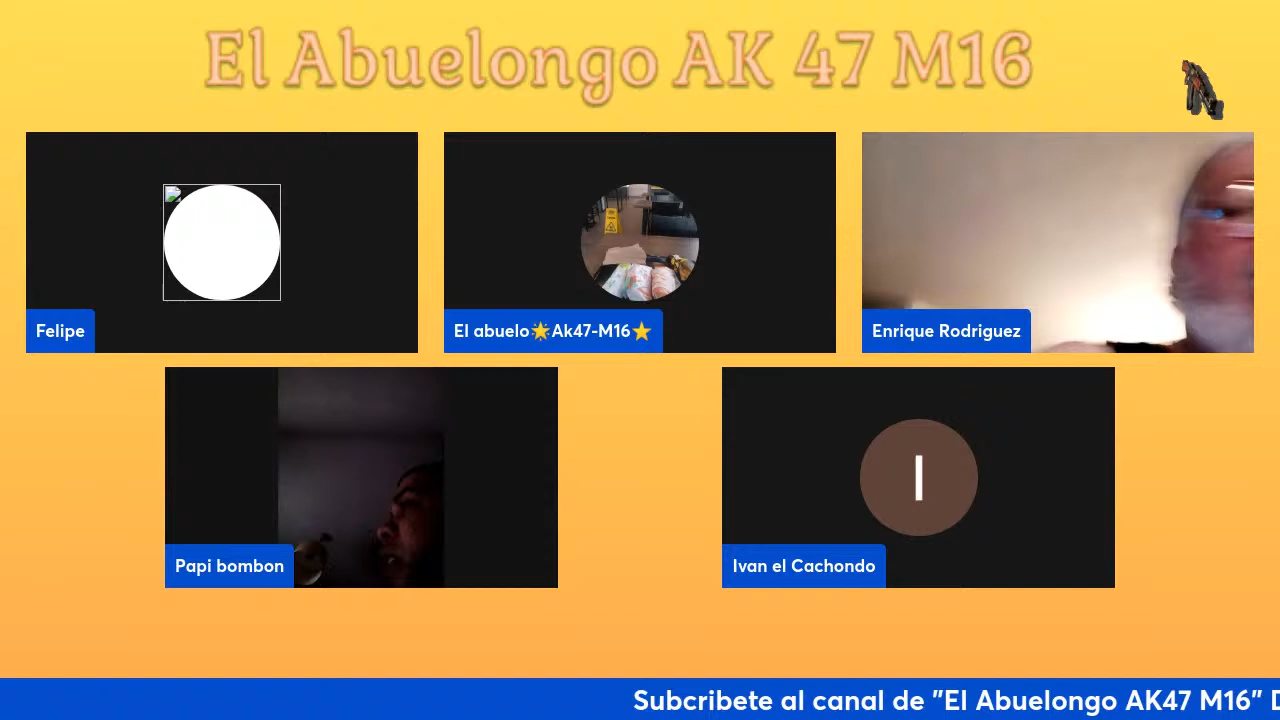 El Abuelongo AK 47 M16
Felipe
El abuelo🌟Ak47-M16⭐
Enrique Rodriguez
Papi bombon
I
Ivan el Cachondo
Subcribete al canal de "El Abuelongo AK47 M16" D